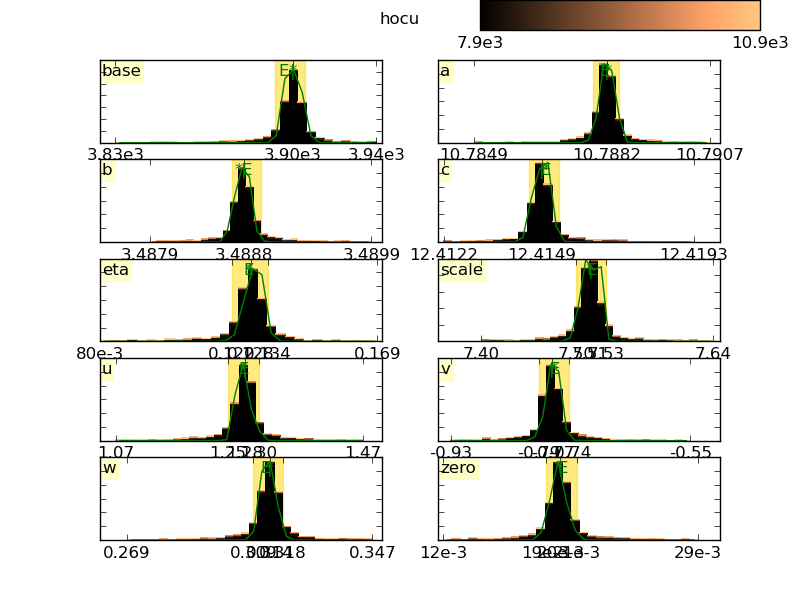 hocu
7.9e3 10.9e3
base E*
a E*
3.83e3 3.90e3 3.94e3 10.7849 10.7882 10.7907
b *E
c
3.4879 3.4888 3.4899 12.4122 12.4149 12.4193
eta
scale
80e-3 0.169 7.40 7.64
u
v
1.07 1.47 -0.93 -0.55
w
zero E
0.269 0.347 12e-3 29e-3